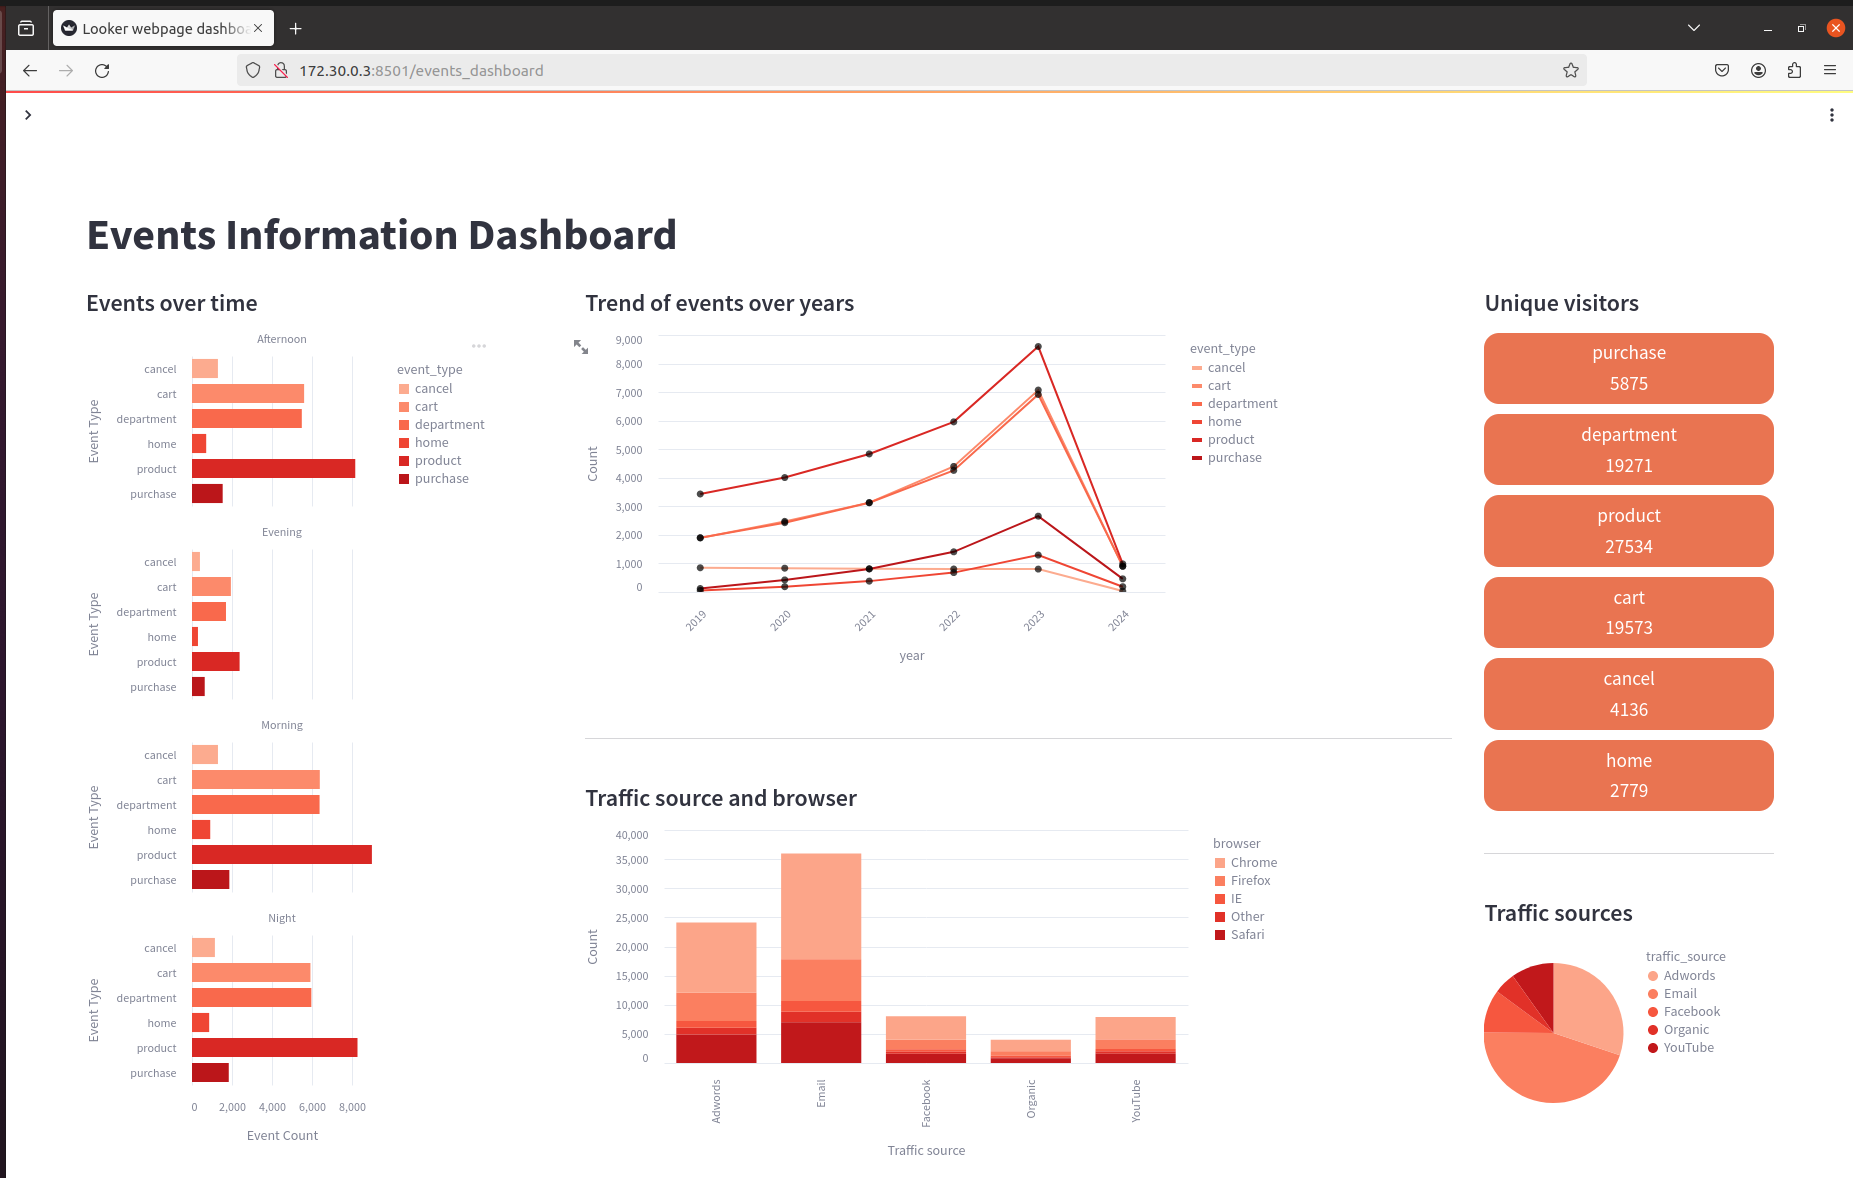 Looker webpage dashboa
172.30.0.3:8501/events_dashboard
Events Information Dashboard
Events over time
Afternoon
Event Type
cancel
cart
department
home
product
purchase
event_type
cancel
cart
department
home
product
purchase
Evening
Event Type
cancel
cart
department
home
product
purchase
Morning
Event Type
cancel
cart
department
home
product
purchase
Night
Event Type
cancel
cart
department
home
product
purchase
0 2,000 4,000 6,000 8,000
Event Count
Trend of events over years
9,000
8,000
7,000
6,000
5,000
4,000
3,000
2,000
1,000
0
Count
2019 2020 2021 2022 2023 2024
year
event_type
cancel
cart
department
home
product
purchase
Traffic source and browser
40,000
35,000
30,000
25,000
20,000
15,000
10,000
5,000
0
Count
Adwords Email Facebook Organic YouTube
Traffic source
browser
Chrome
Firefox
IE
Other
Safari
Unique visitors
purchase
5875
department
19271
product
27534
cart
19573
cancel
4136
home
2779
Traffic sources
traffic_source
Adwords
Email
Facebook
Organic
YouTube